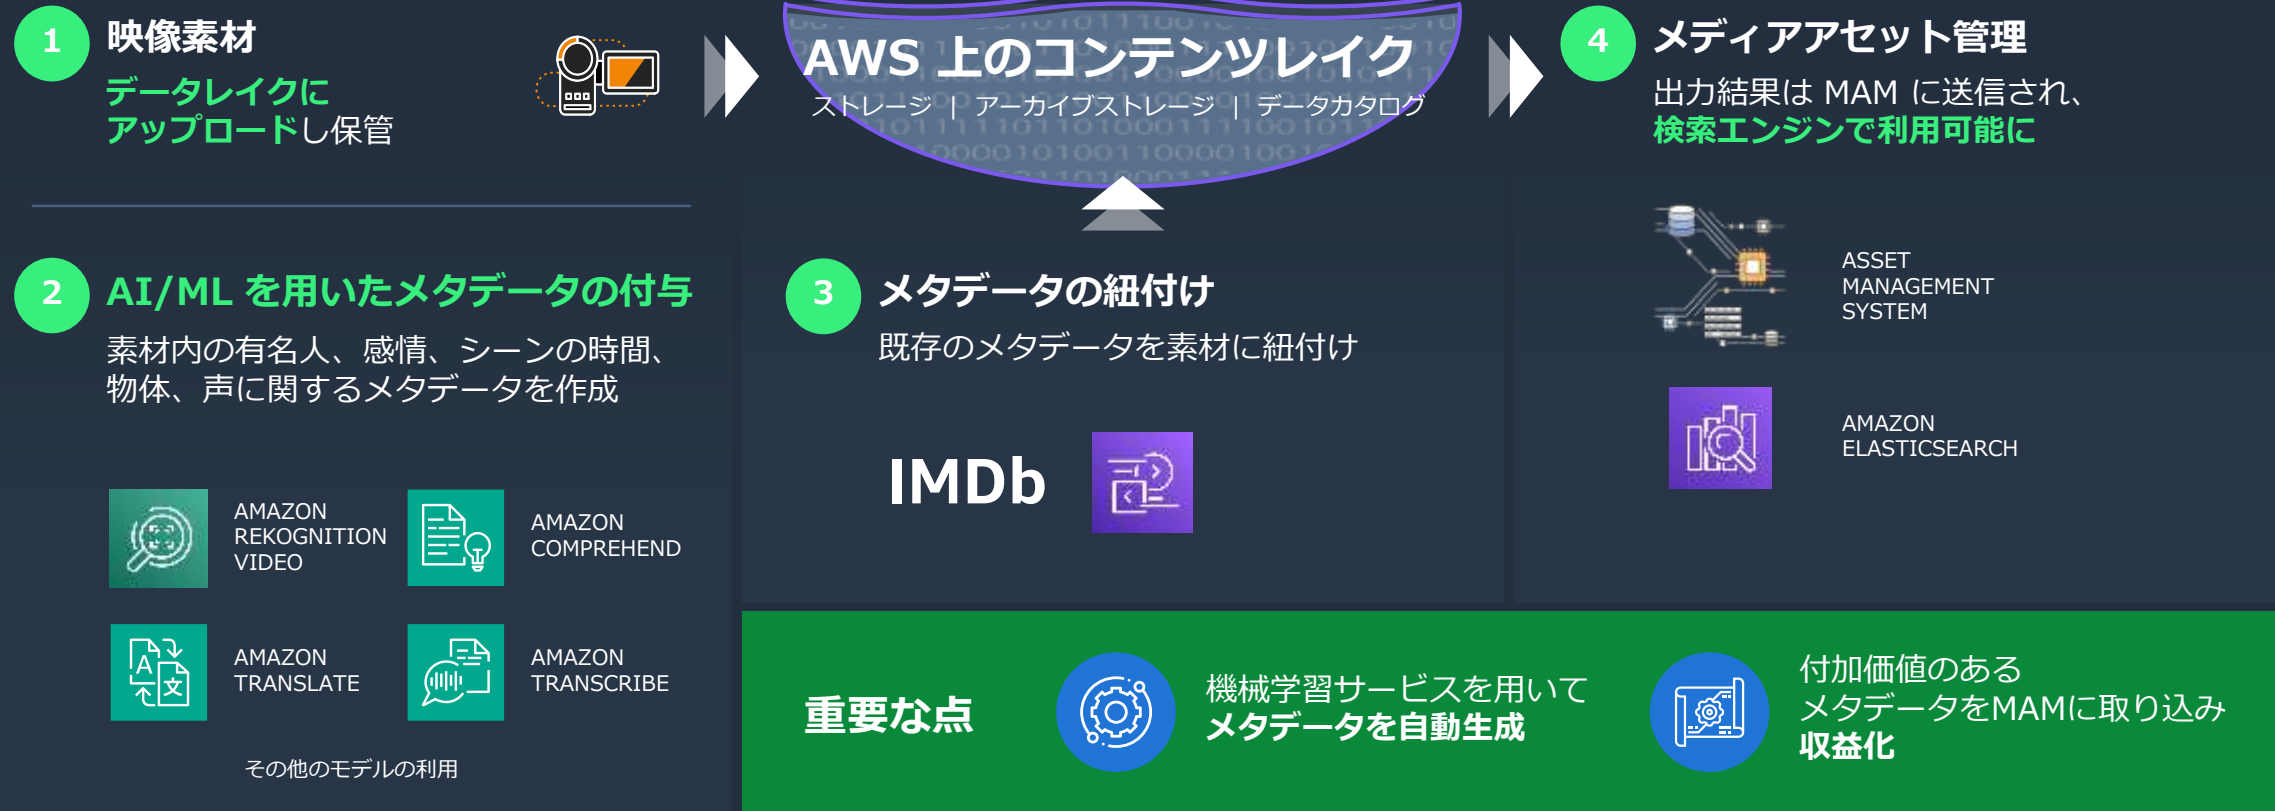 1
映像素材
データレイクに
アップロードし保管
AWS 上のコンテンツレイク
ストレージ | アーカイブストレージ | データカタログ
4
メディアアセット管理
出力結果は MAM に送信され、
検索エンジンで利用可能に
ASSET
MANAGEMENT
SYSTEM
AMAZON
ELASTICSEARCH
2
AI/ML を用いたメタデータの付与
素材内の有名人、感情、シーンの時間、
物体、声に関するメタデータを作成
AMAZON
REKOGNITION
VIDEO
AMAZON
COMPREHEND
AMAZON
TRANSLATE
AMAZON
TRANSCRIBE
その他のモデルの利用
3
メタデータの紐付け
既存のメタデータを素材に紐付け
IMDb
重要な点
機械学習サービスを用いて
メタデータを自動生成
付加価値のある
メタデータをMAMに取り込み
収益化